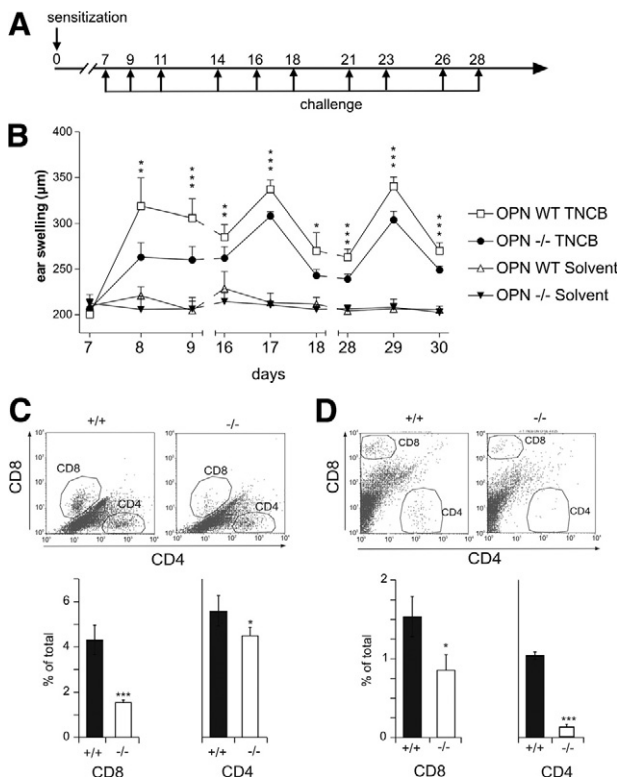 A
sensitization
0 7 9 11 14 16 18 21 23 26 28
challenge
B
ear swelling (µm)
400
350
300
250
200
** *** ** *** * *** *** ***
7 8 9 16 17 18 28 29 30
days
OPN WT TNCB
OPN -/- TNCB
OPN WT Solvent
OPN -/- Solvent
C
+/+ -/-
CD8
CD8 CD4
CD8 CD4
CD4
% of total
6
4
2
0
*** *
+/+ -/- +/+ -/-
CD8 CD4
D
+/+ -/-
CD8
CD8 CD4
CD8 CD4
CD4
% of total
2
1
1
0
* ***
+/+ -/- +/+ -/-
CD8 CD4